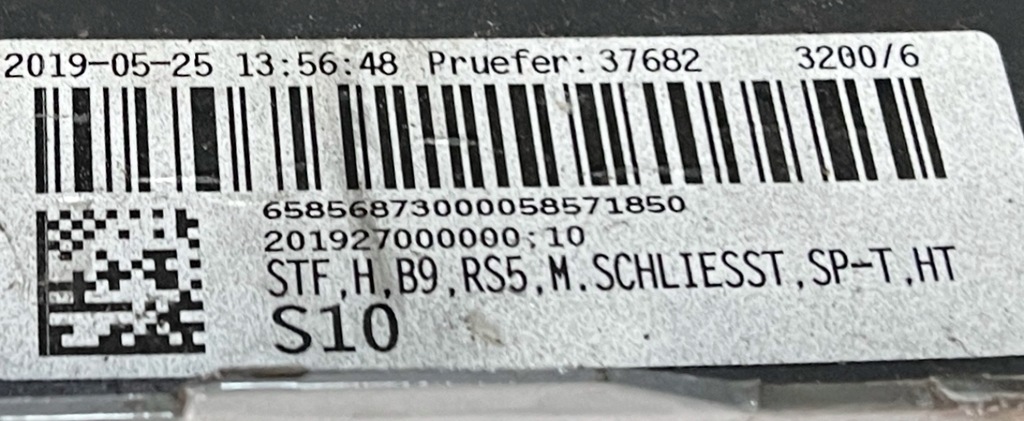 2019-05-25 13:56:48 Pruefer: 37682 3200/6
658568730000058571850
201927000000;10
STF,H,B9,RS5,M.SCHLIESST,SP-T,HT
S10